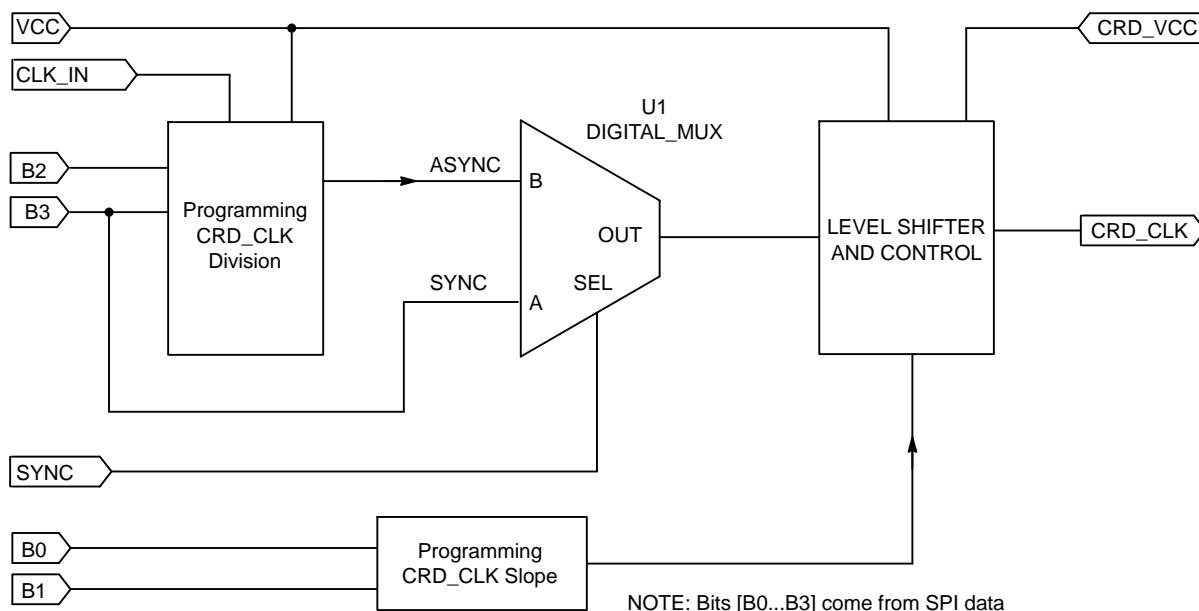 VCC
CRD_VCC
CLK_IN
U1
DIGITAL_MUX
B2
B3
Programming
CRD_CLK
Division
ASYNC
B
OUT
SEL
SYNC
A
LEVEL SHIFTER
AND CONTROL
CRD_CLK
SYNC
B0
B1
Programming
CRD_CLK Slope
NOTE: Bits [B0...B3] come from SPI data